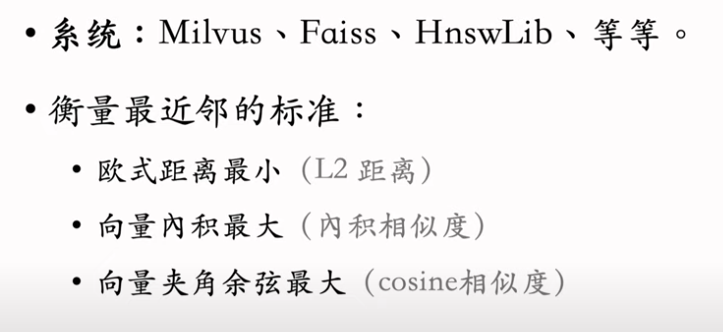 • 系统：Milvus、Faiss、HnswLib、等等。
• 衡量最近邻的标准：
• 欧式距离最小（L2 距离）
• 向量內积最大（內积相似度）
• 向量夹角余弦最大（cosine相似度）